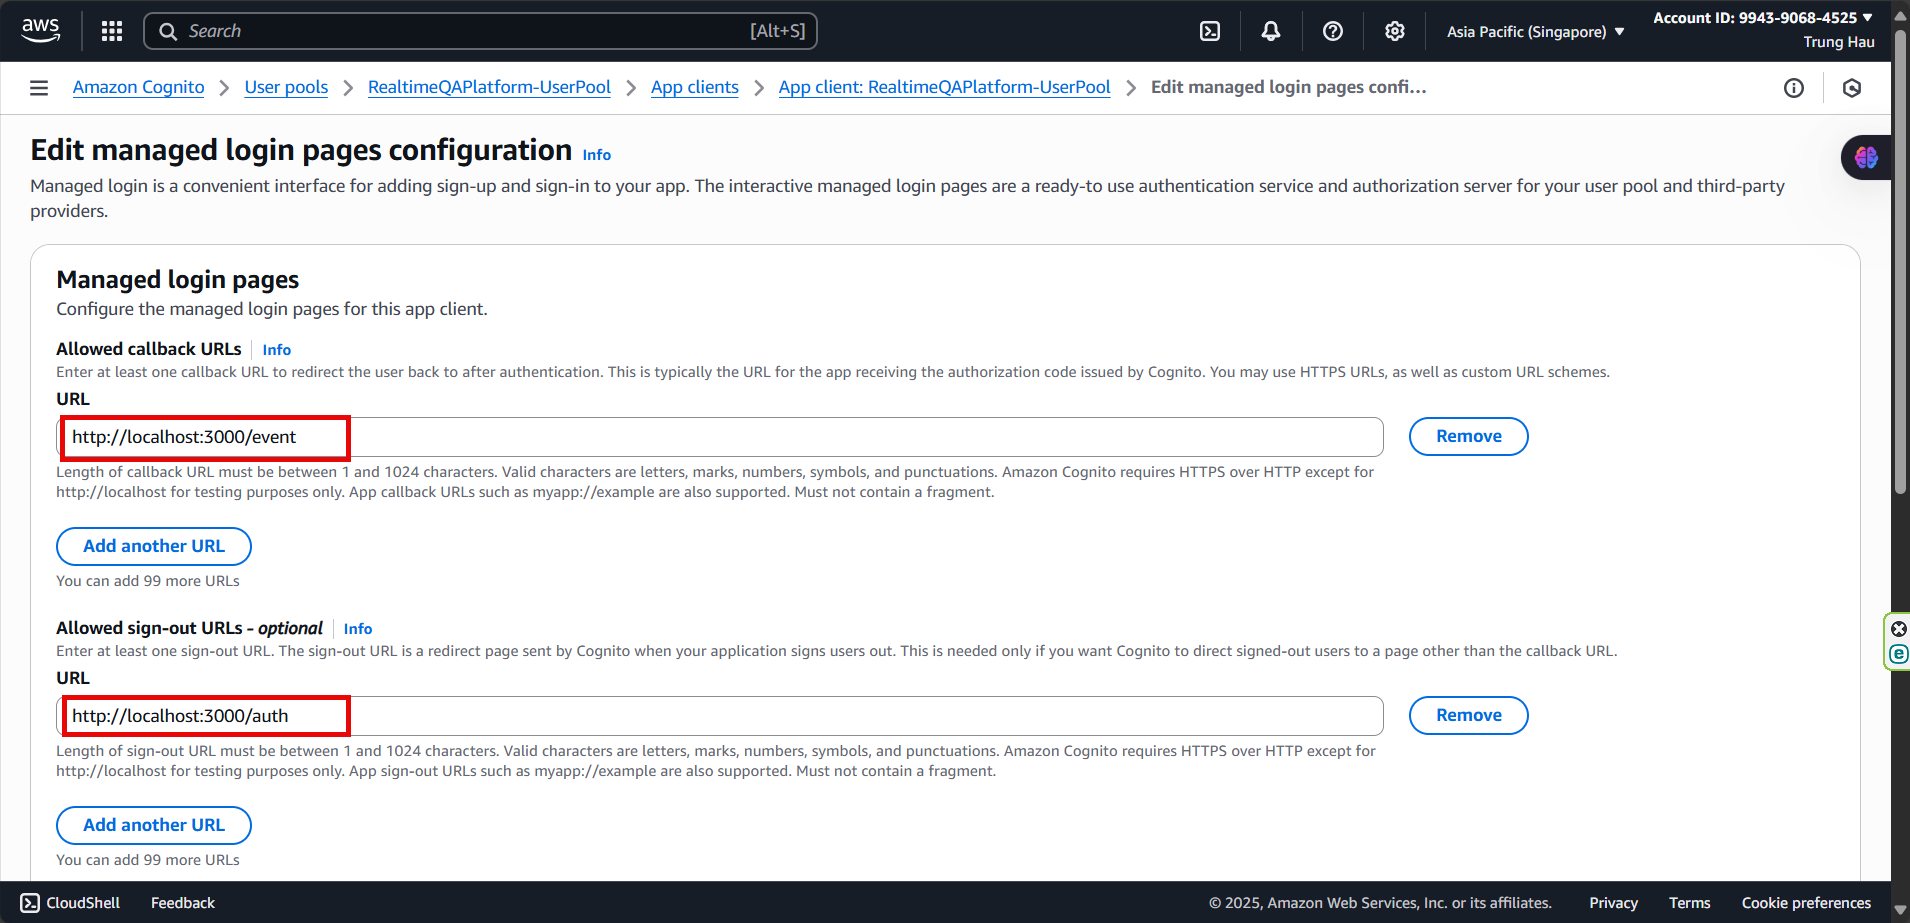 aws
Search [Alt+S]
Asia Pacific (Singapore)
Account ID: 9943-9068-4525
Trung Hau
Amazon Cognito
User pools
RealtimeQAPlatform-UserPool
App clients
App client: RealtimeQAPlatform-UserPool
Edit managed login pages confi...
Edit managed login pages configuration Info
Managed login is a convenient interface for adding sign-up and sign-in to your app. The interactive managed login pages are a ready-to use authentication service and authorization server for your user pool and third-party
providers.
Managed login pages
Configure the managed login pages for this app client.
Allowed callback URLs Info
Enter at least one callback URL to redirect the user back to after authentication. This is typically the URL for the app receiving the authorization code issued by Cognito. You may use HTTPS URLs, as well as custom URL schemes.
URL
http://localhost:3000/event
Remove
Length of callback URL must be between 1 and 1024 characters. Valid characters are letters, marks, numbers, symbols, and punctuations. Amazon Cognito requires HTTPS over HTTP except for
http://localhost for testing purposes only. App callback URLs such as myapp://example are also supported. Must not contain a fragment.
Add another URL
You can add 99 more URLs
Allowed sign-out URLs - optional Info
Enter at least one sign-out URL. The sign-out URL is a redirect page sent by Cognito when your application signs users out. This is needed only if you want Cognito to direct signed-out users to a page other than the callback URL.
URL
http://localhost:3000/auth
Remove
Length of sign-out URL must be between 1 and 1024 characters. Valid characters are letters, marks, numbers, symbols, and punctuations. Amazon Cognito requires HTTPS over HTTP except for
http://localhost for testing purposes only. App sign-out URLs such as myapp://example are also supported. Must not contain a fragment.
Add another URL
You can add 99 more URLs
CloudShell
Feedback
© 2025, Amazon Web Services, Inc. or its affiliates.
Privacy
Terms
Cookie preferences